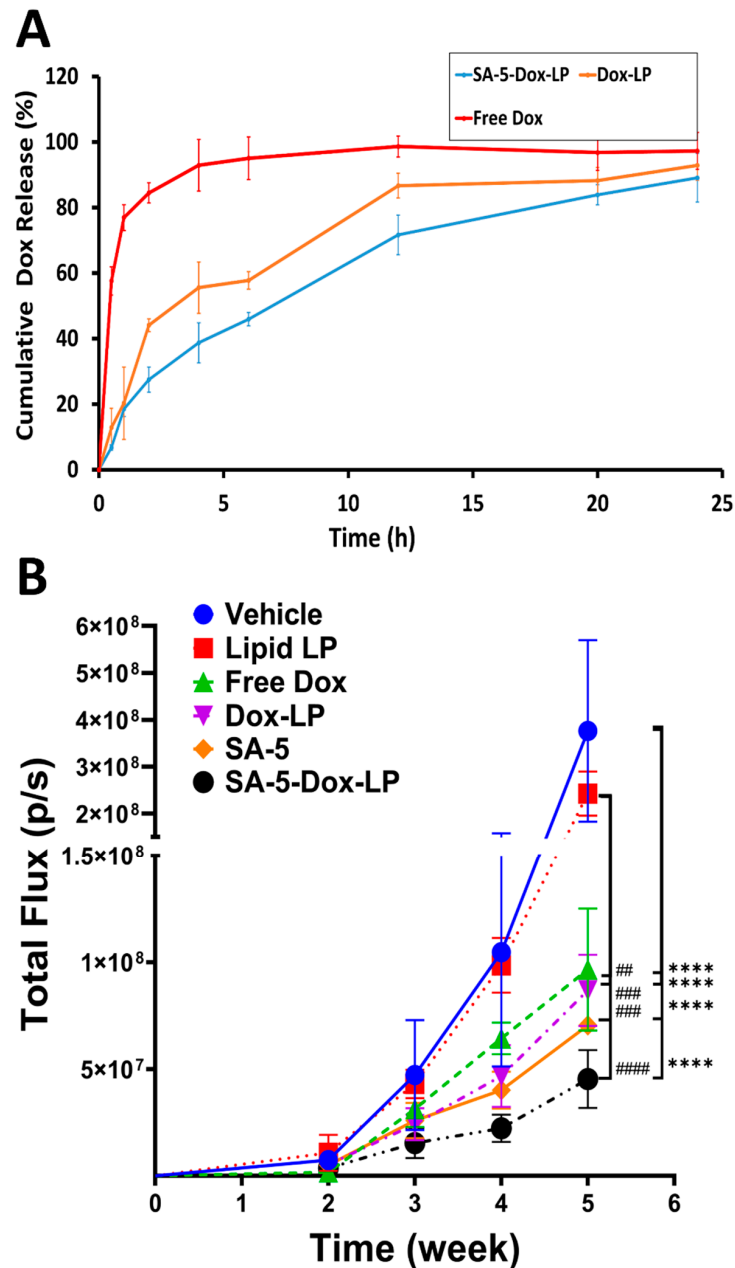 A
SA-5-Dox-LP Dox-LP
Free Dox
120
100
80
60
40
20
0
Cumulative Dox Release (%)
0 5 10 15 20 25
Time (h)
B
Vehicle
Lipid LP
Free Dox
Dox-LP
SA-5
SA-5-Dox-LP
6×10⁸
5×10⁸
4×10⁸
3×10⁸
2×10⁸
1.5×10⁸
1×10⁸
5×10⁷
Total Flux (p/s)
## ****
****
###
### ****
#### ****
0 1 2 3 4 5 6
Time (week)